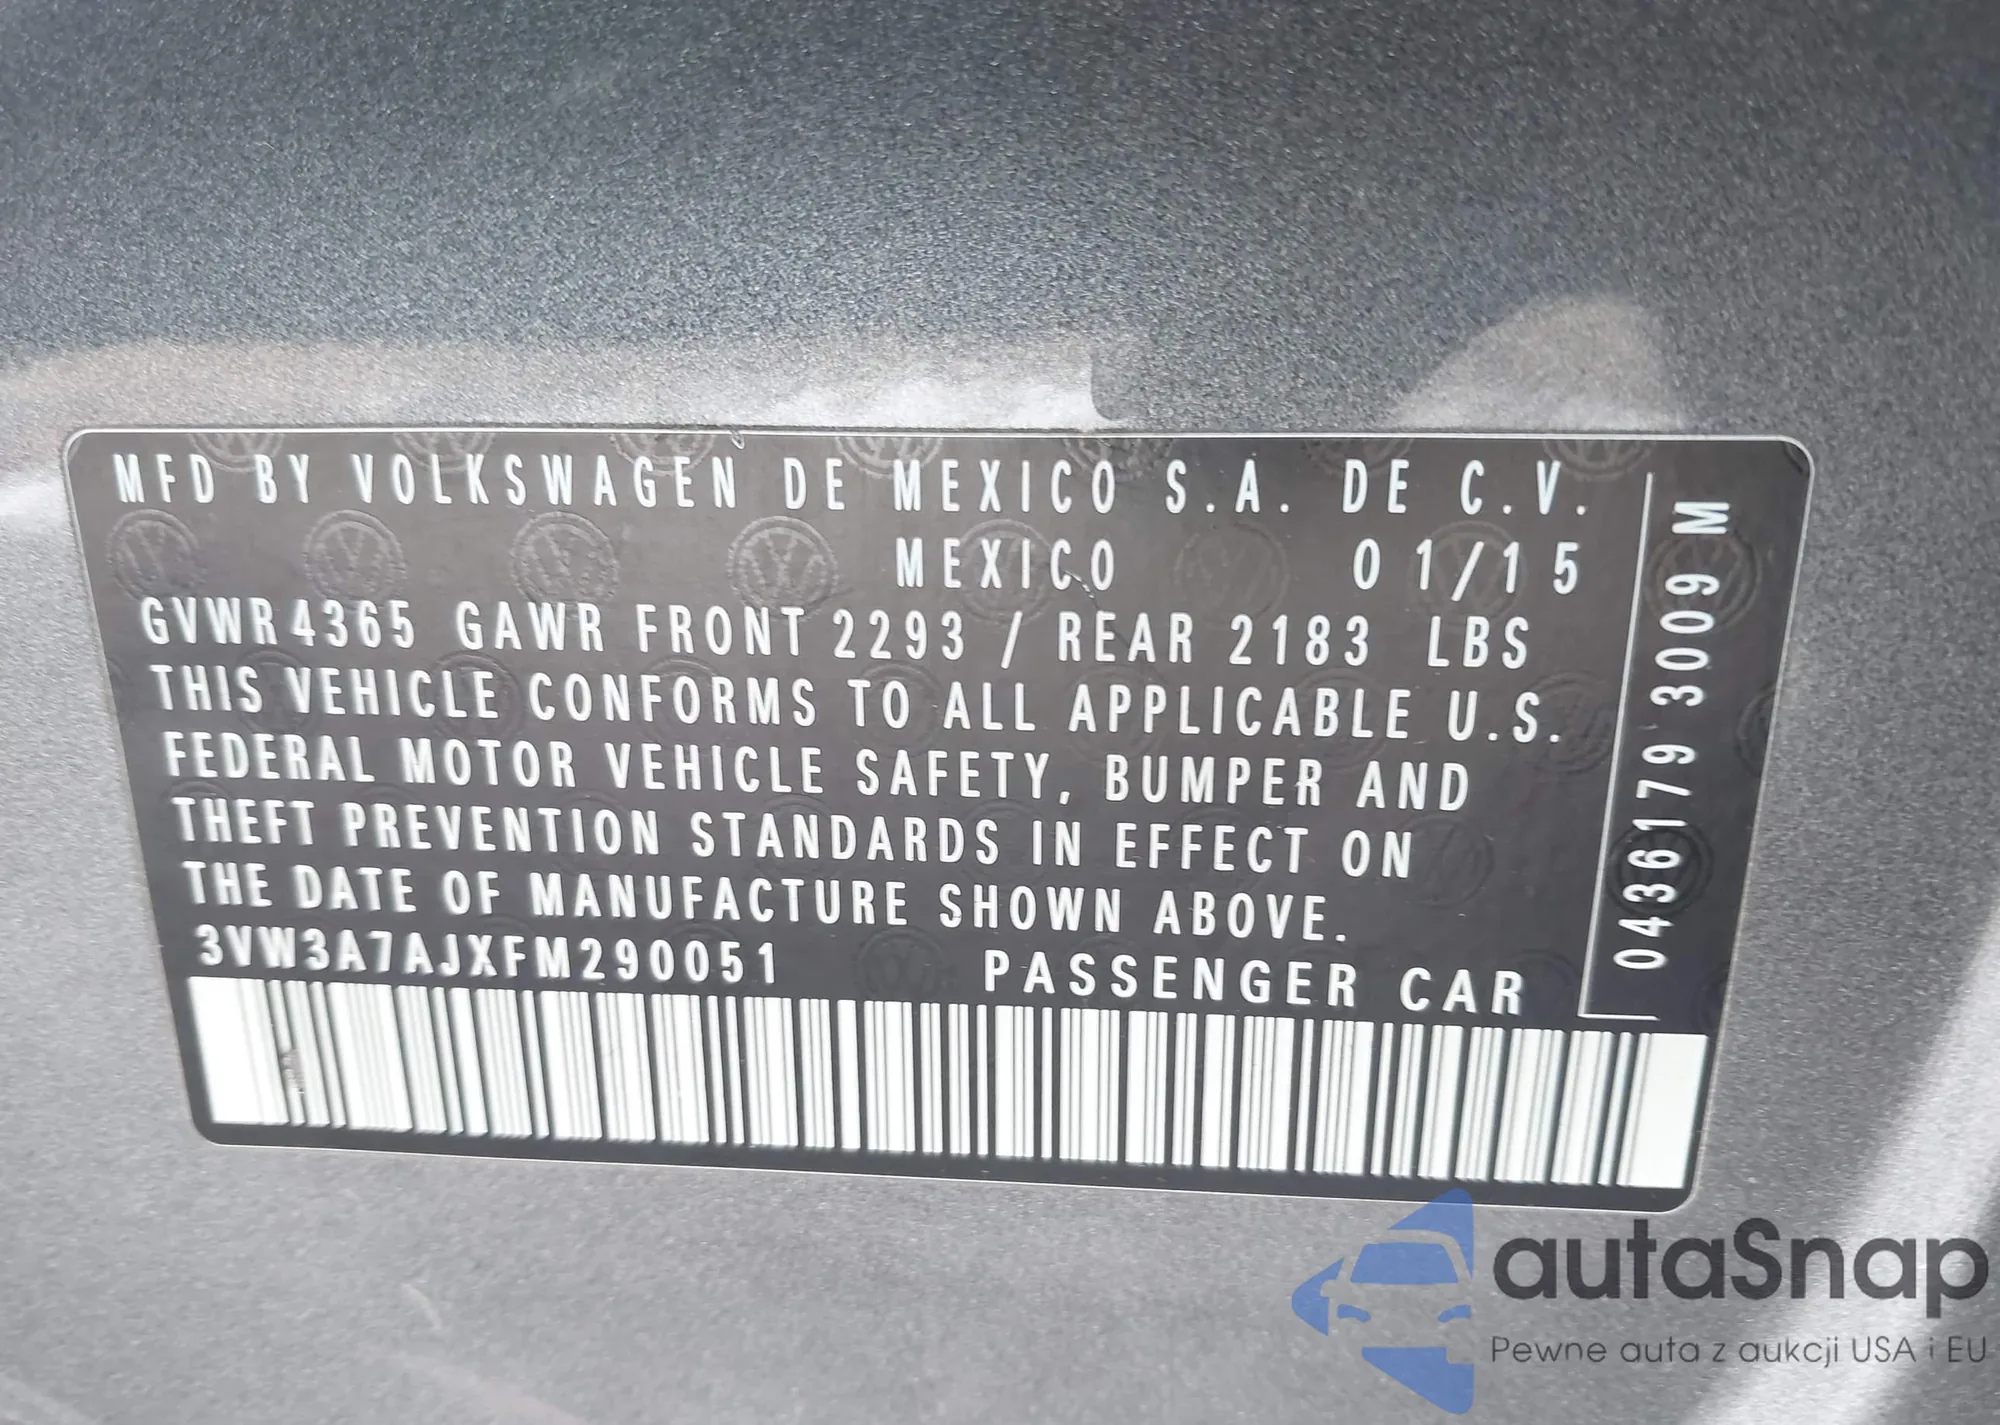 MFD BY VOLKSWAGEN DE MEXICO S.A. DE C.V.
MEXICO 01/15
GVWR 4365 GAWR FRONT 2293 / REAR 2183 LBS
THIS VEHICLE CONFORMS TO ALL APPLICABLE U.S.
FEDERAL MOTOR VEHICLE SAFETY, BUMPER AND
THEFT PREVENTION STANDARDS IN EFFECT ON
THE DATE OF MANUFACTURE SHOWN ABOVE.
3VW3A7AJXFM290051 PASSENGER CAR
0436179 3009 M
autaSnap
Pewne auta z aukcji USA i EU